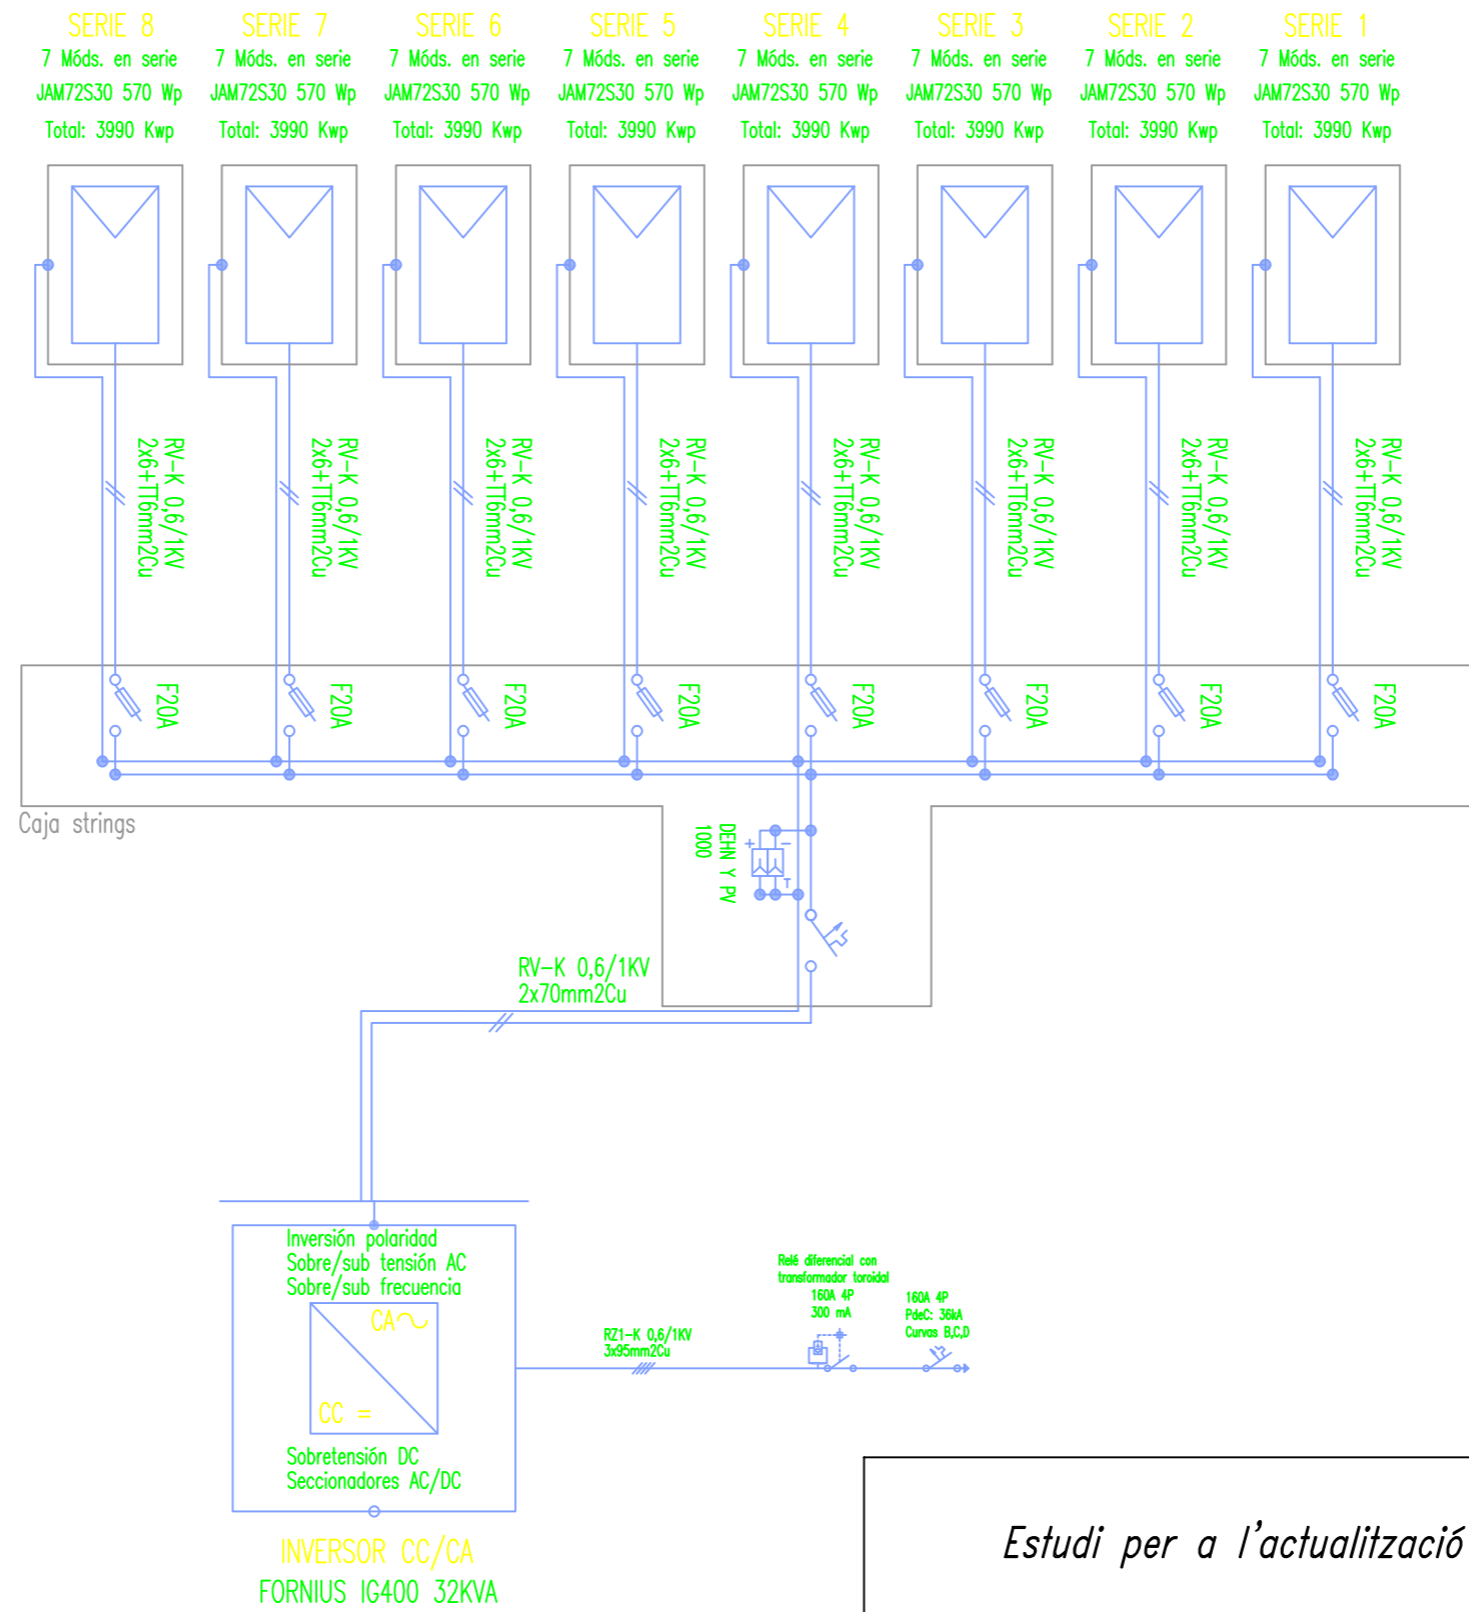 SERIE 8
7 Móds. en serie
JAM72S30 570 Wp
Total: 3990 Kwp
SERIE 7
7 Móds. en serie
JAM72S30 570 Wp
Total: 3990 Kwp
SERIE 6
7 Móds. en serie
JAM72S30 570 Wp
Total: 3990 Kwp
SERIE 5
7 Móds. en serie
JAM72S30 570 Wp
Total: 3990 Kwp
SERIE 4
7 Móds. en serie
JAM72S30 570 Wp
Total: 3990 Kwp
SERIE 3
7 Móds. en serie
JAM72S30 570 Wp
Total: 3990 Kwp
SERIE 2
7 Móds. en serie
JAM72S30 570 Wp
Total: 3990 Kwp
SERIE 1
7 Móds. en serie
JAM72S30 570 Wp
Total: 3990 Kwp
RV-K 0,6/1KV
2x6+TT6mm2Cu
RV-K 0,6/1KV
2x6+TT6mm2Cu
RV-K 0,6/1KV
2x6+TT6mm2Cu
RV-K 0,6/1KV
2x6+TT6mm2Cu
RV-K 0,6/1KV
2x6+TT6mm2Cu
RV-K 0,6/1KV
2x6+TT6mm2Cu
RV-K 0,6/1KV
2x6+TT6mm2Cu
RV-K 0,6/1KV
2x6+TT6mm2Cu
F20A
F20A
F20A
F20A
F20A
F20A
F20A
F20A
Caja strings
DEHN Y PV
1000
+ -
T
RV-K 0,6/1KV
2x70mm2Cu
Inversión polaridad
Sobre/sub tensión AC
Sobre/sub frecuencia
CA
CC =
Sobretensión DC
Seccionadores AC/DC
INVERSOR CC/CA
FORNIUS IG400 32KVA
RZ1-K 0,6/1KV
3x95mm2Cu
Relé diferencial con
transformador toroidal
160A 4P
300 mA
160A 4P
PdeC: 36kA
Curvas B,C,D
Estudi per a l'actualització